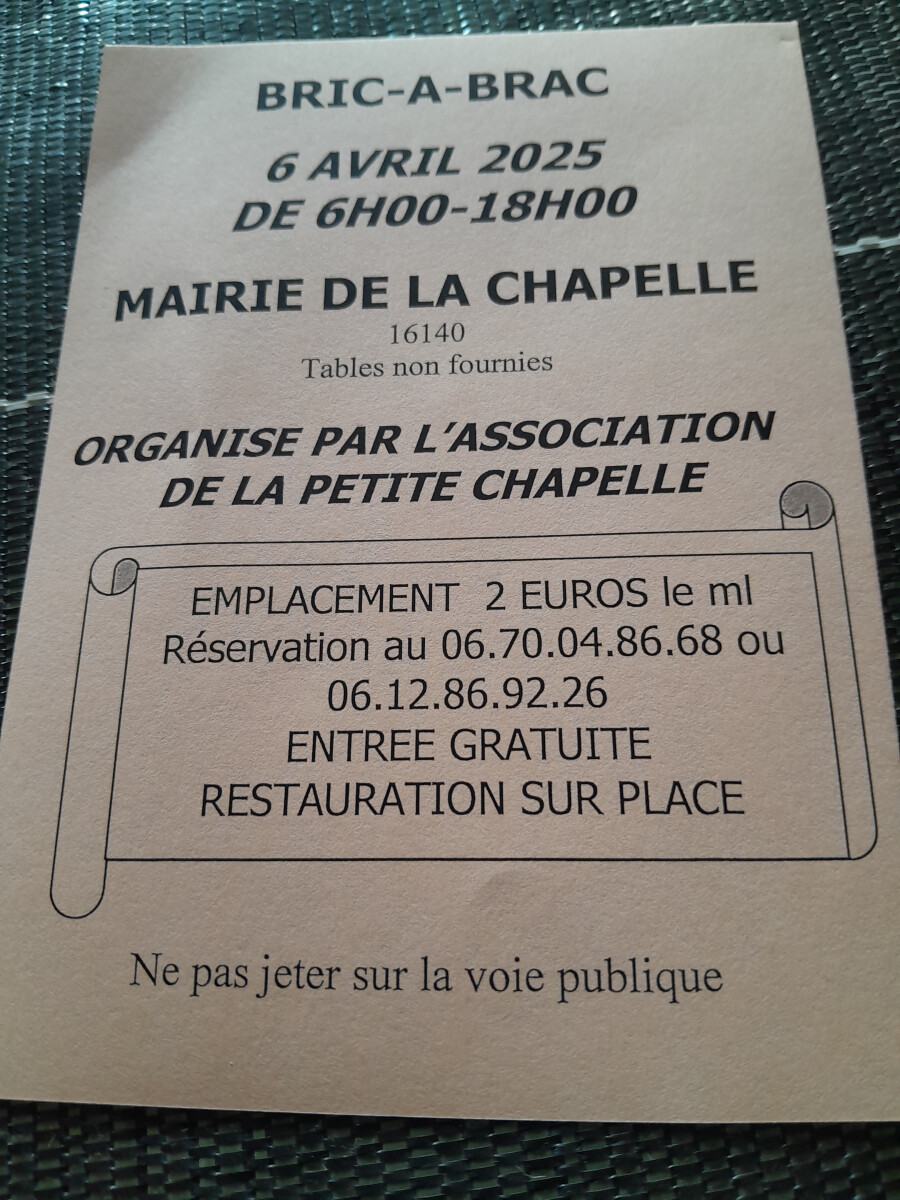 BRIC-A-BRAC
6 AVRIL 2025
DE 6H00-18H00
MAIRIE DE LA CHAPELLE
16140
Tables non fournies
ORGANISE PAR L'ASSOCIATION
DE LA PETITE CHAPELLE
EMPLACEMENT 2 EUROS le ml
Réservation au 06.70.04.86.68 ou
06.12.86.92.26
ENTREE GRATUITE
RESTAURATION SUR PLACE
Ne pas jeter sur la voie publique